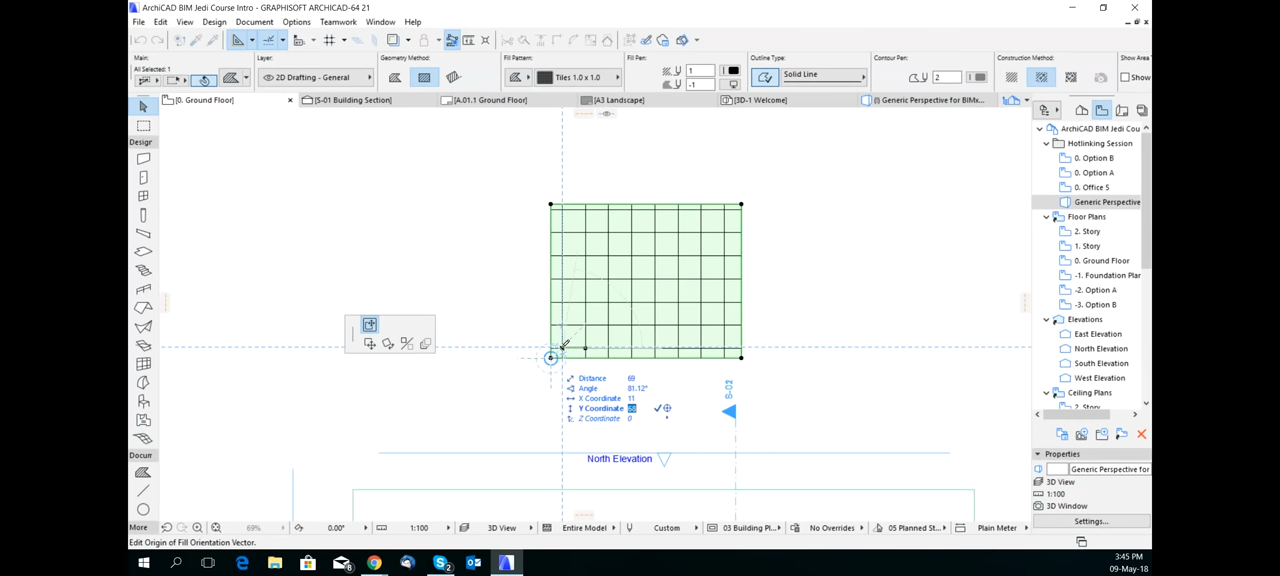 ArchiCAD BIM Jedi Course Intro - GRAPHISOFT ARCHICAD-64 21
File Edit View Design Document Options Teamwork Window Help
Main: Layer: Geometry Method: Fill Pattern: Fill Pen: Outline Type: Contour Pen: Construction Method: Show Area
All Selected: 1
2D Drafting - General
Tiles 1.0 x 1.0
1
-1
Solid Line
2
Show
[0. Ground Floor]
[S-01 Building Section]
[A.01.1 Ground Floor]
[A3 Landscape]
[3D-1 Welcome]
(!) Generic Perspective for BIMx...
Design
Docum
More
Distance 69
Angle 81.12°
X Coordinate 11
Y Coordinate 68
Z Coordinate 0
S-02
North Elevation
ArchiCAD BIM Jedi Cou
Hotlinking Session
0. Option B
0. Option A
0. Office 5
Generic Perspective
Floor Plans
2. Story
1. Story
0. Ground Floor
-1. Foundation Plan
-2. Option A
-3. Option B
Elevations
East Elevation
North Elevation
South Elevation
West Elevation
Ceiling Plans
2. Story
Properties
Generic Perspective for
3D View
1:100
3D Window
Settings...
69%
0.00°
1:100
3D View
Entire Model
Custom
03 Building Pl...
No Overrides
05 Planned St...
Plain Meter
Edit Origin of Fill Orientation Vector.
8
2
3:45 PM
09-May-18